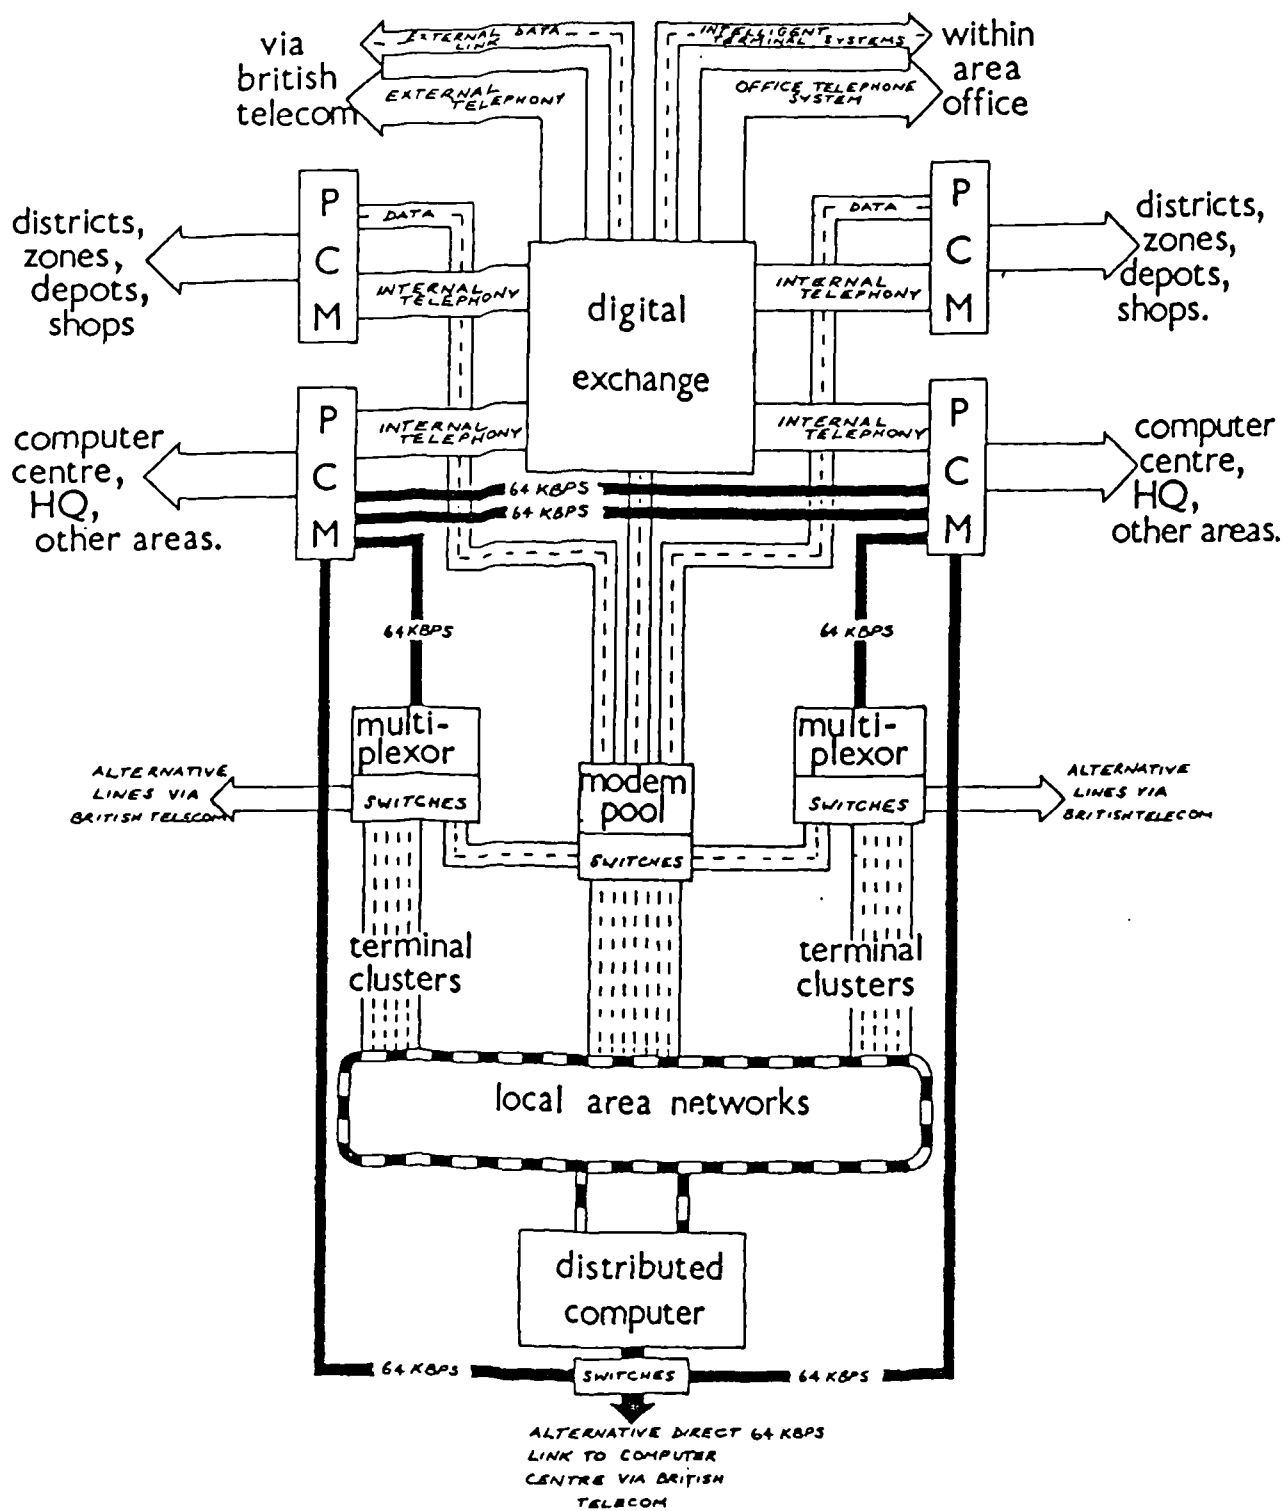 via
british
telecom
EXTERNAL DATA
LINK
EXTERNAL
TELEPHONY
INTELLIGENT
TERMINAL SYSTEMS
OFFICE TELEPHONE
SYSTEM
within
area
office
districts,
zones,
depots,
shops
P
C
M
DATA
INTERNAL
TELEPHONY
digital
exchange
DATA
INTERNAL
TELEPHONY
P
C
M
districts,
zones,
depots,
shops.
computer
centre,
HQ,
other areas.
P
C
M
INTERNAL
TELEPHONY
INTERNAL
TELEPHONY
P
C
M
computer
centre,
HQ,
other areas.
64 KBPS
64 KBPS
64 KBPS
64 KBPS
multi-
plexor
SWITCHES
ALTERNATIVE
LINES VIA
BRITISH TELECOM
modem
pool
SWITCHES
multi-
plexor
SWITCHES
ALTERNATIVE
LINES VIA
BRITISH TELECOM
terminal
clusters
terminal
clusters
local area networks
distributed
computer
64 KBPS
SWITCHES
64 KBPS
ALTERNATIVE DIRECT 64 KBPS
LINK TO COMPUTER
CENTRE VIA BRITISH
TELECOM